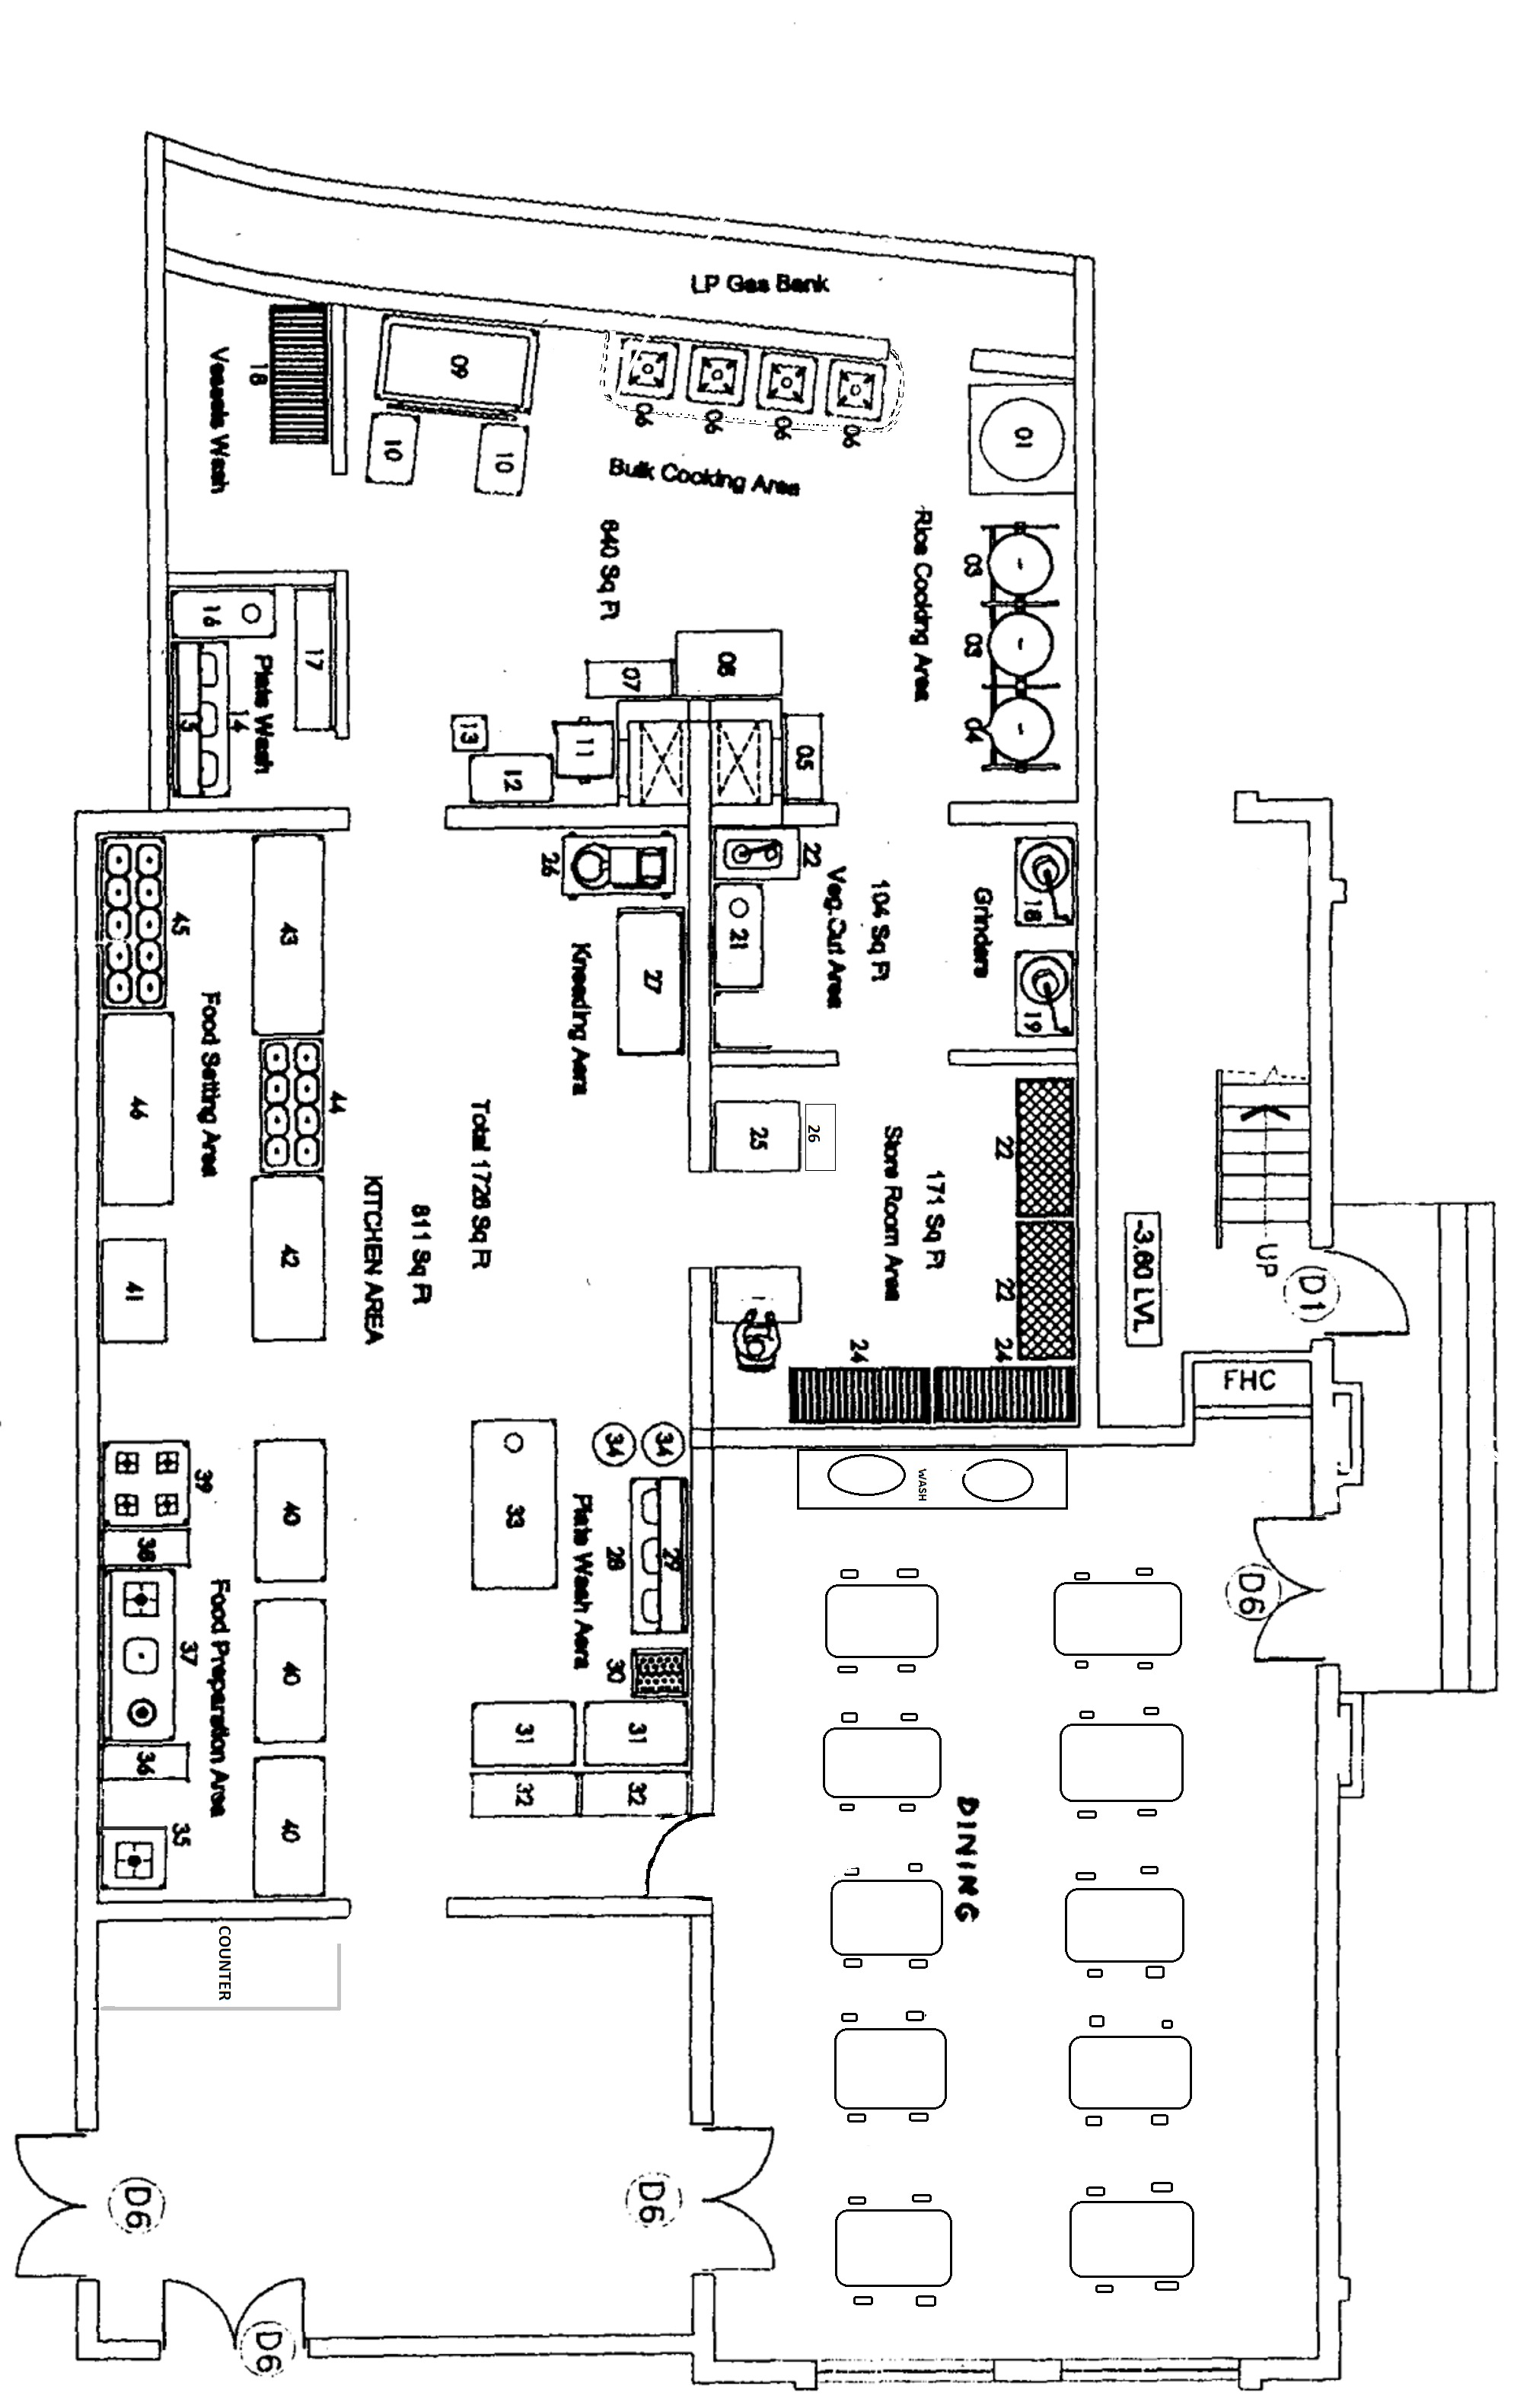 LP Gas Bank
09
10
10
06
06
06
06
01
Bulk Cooking Area
18
Vessels Wash
640 Sq Ft
Rice Cooking Area
03
03
04
16
17
Plate Wash
14
08
07
05
13
11
12
26
22
Veg.Cut Area
104 Sq Ft
Grinders
18
19
21
27
Kneading Aera
45
43
Food Setting Area
44
46
42
41
Total 1726 Sq Ft
811 Sq Ft
KITCHEN AREA
25
26
Store Room Area
171 Sq Ft
22
22
24
24
-3.60 LVL
UP
D1
FHC
34
34
33
Plate Wash Aera
29
28
30
31
31
32
32
39
38
37
36
35
Food Preparation Area
40
40
40
WASH
D6
DINING
COUNTER
D6
D6
D6